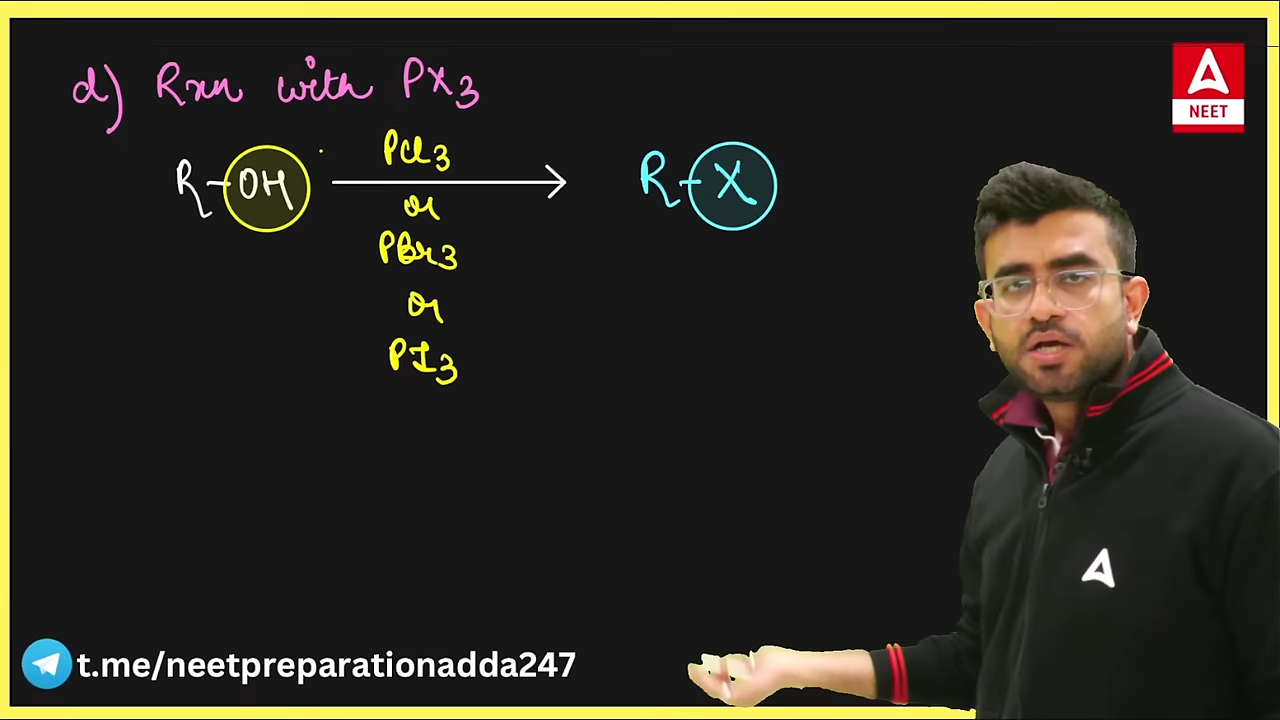 d) Rxn with PX3
R-OH PCl3 R-X
or
PBr3
or
PI3
NEET
t.me/neetpreparationadda247